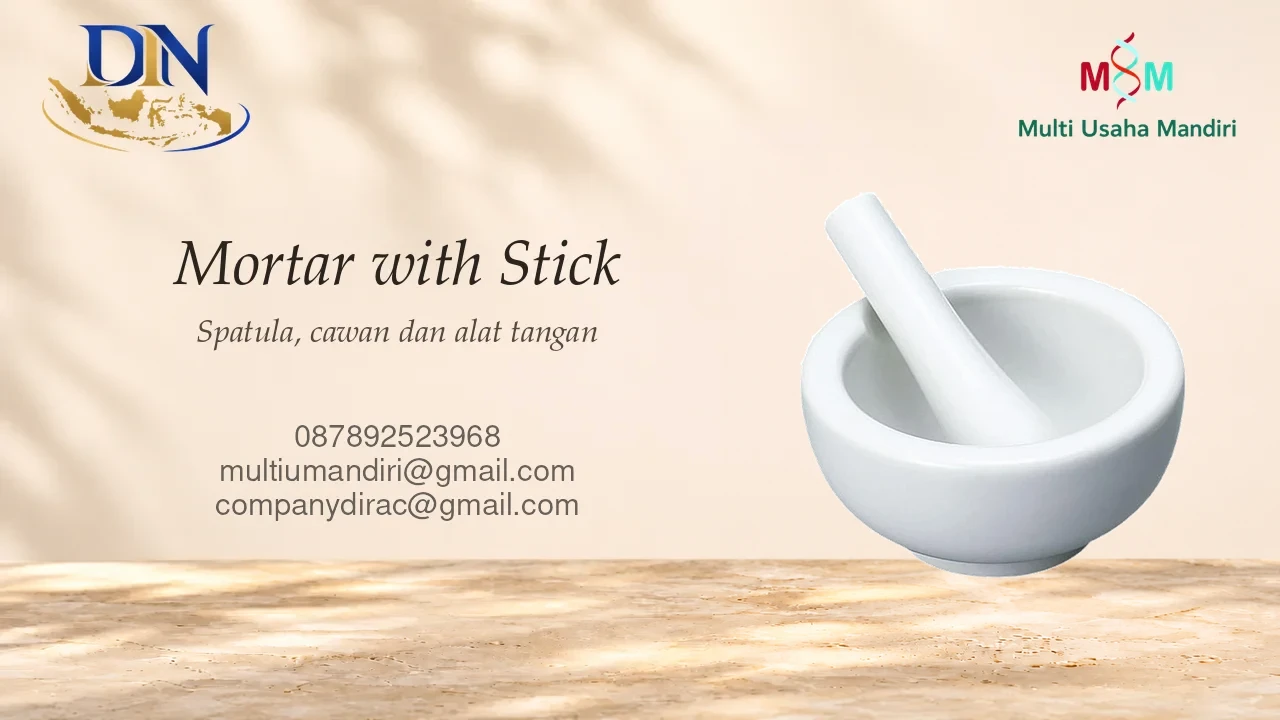 DIN
MSM
Multi Usaha Mandiri
Mortar with Stick
Spatula, cawan dan alat tangan
087892523968
multiumandiri@gmail.com
companydirac@gmail.com